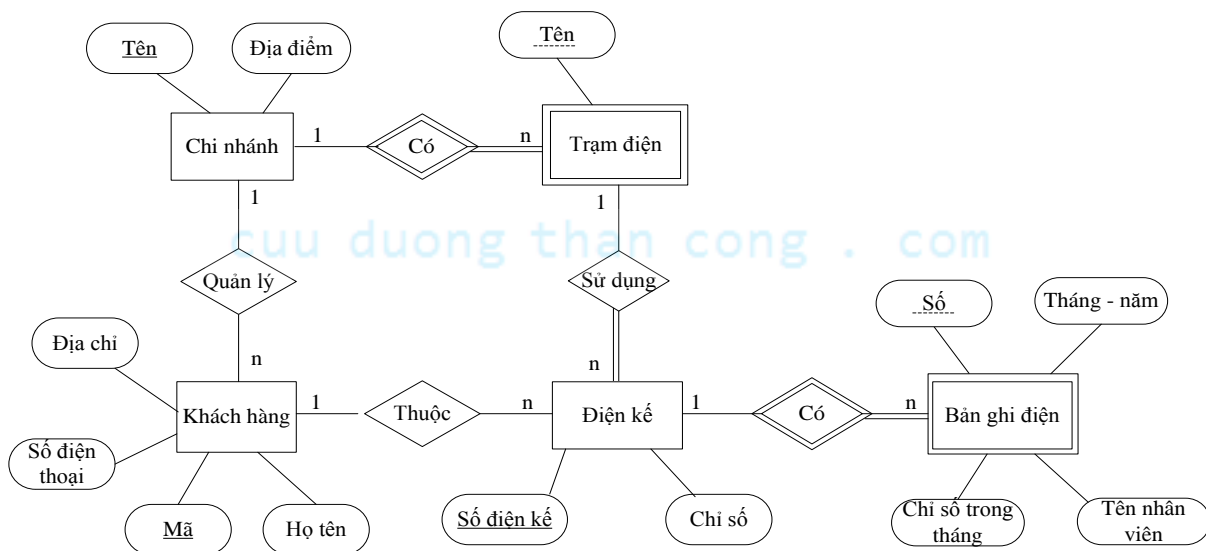 Tên
Địa điểm
Tên
Chi nhánh
1
Có
n
Trạm điện
1
1
cuu duong than cong . com
Quản lý
Sử dụng
Số
Tháng - năm
Địa chỉ
n
n
Khách hàng
1
Thuộc
n
Điện kế
1
Có
n
Bản ghi điện
Số điện
thoại
Mã
Họ tên
Số điện kế
Chỉ số
Chỉ số trong
tháng
Tên nhân
viên